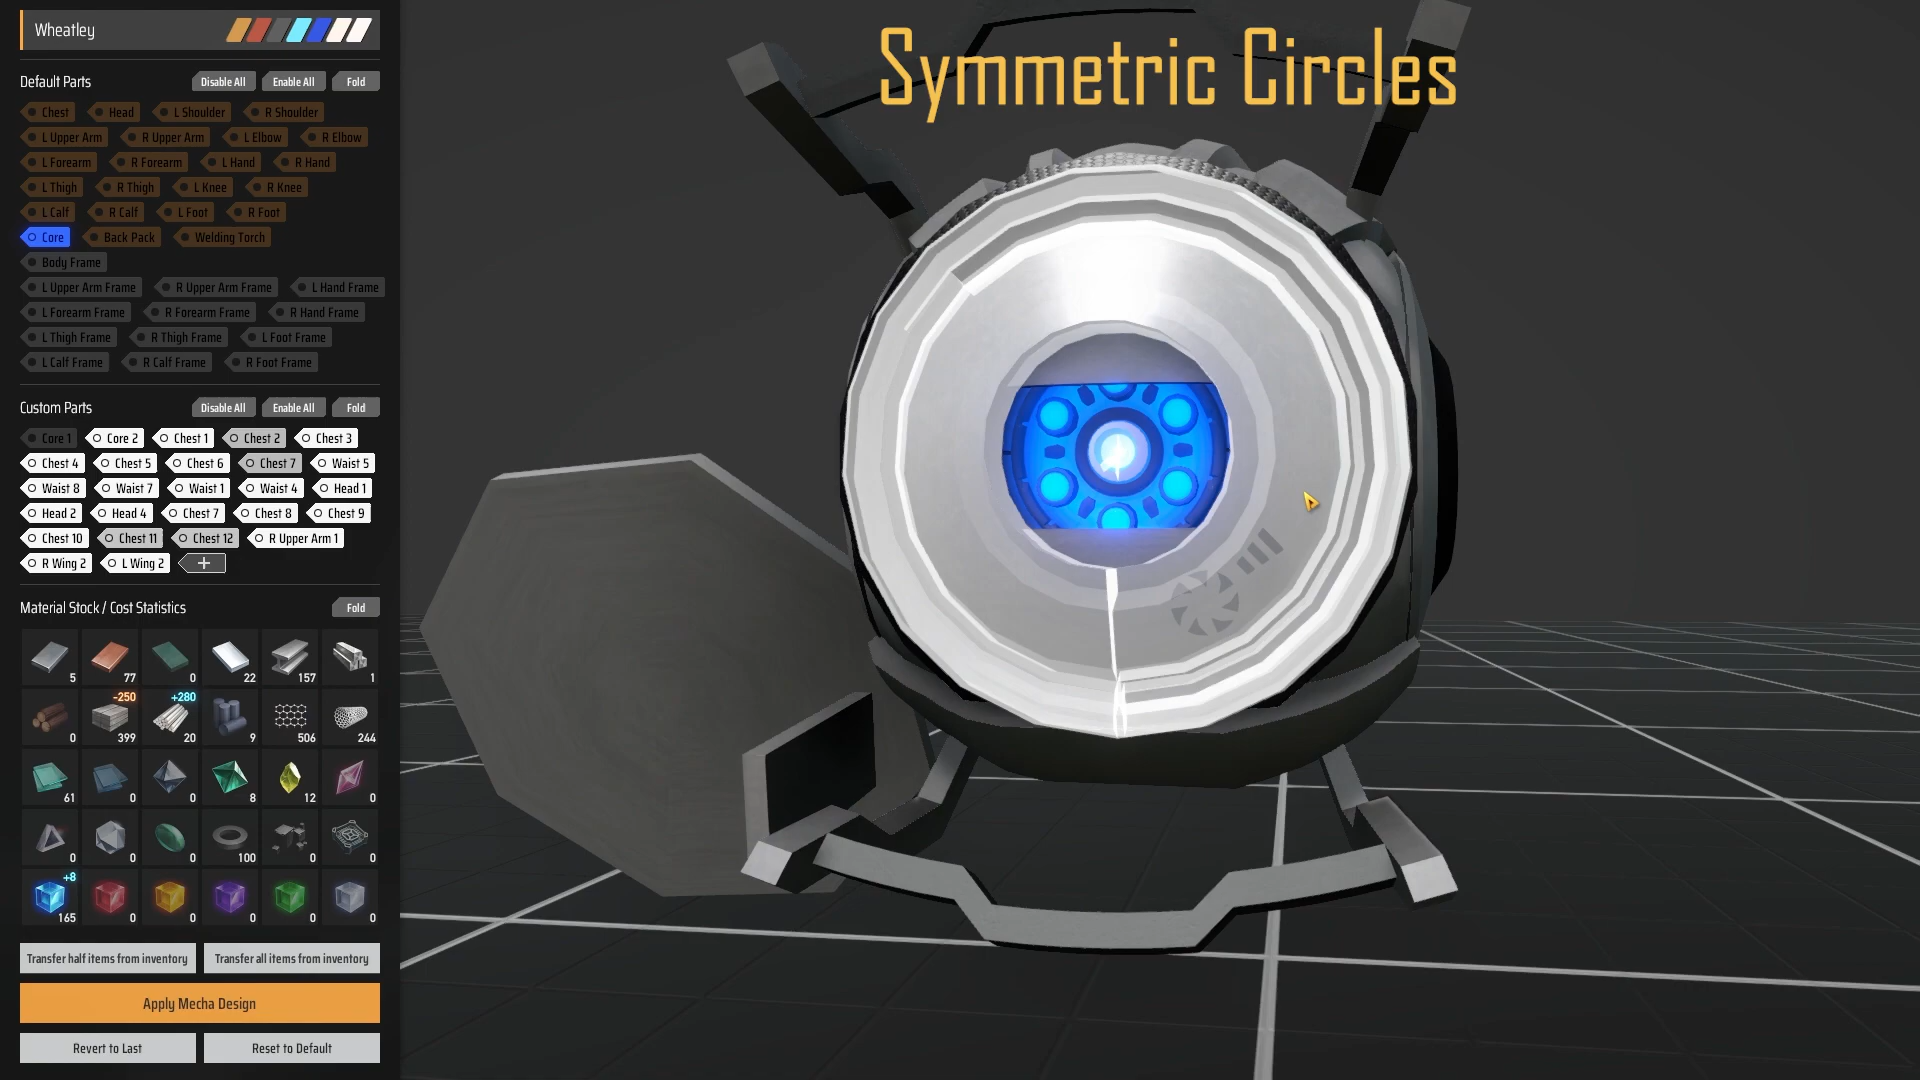 Wheatley
Symmetric Circles
Default Parts Disable All Enable All Fold
Chest Head L Shoulder R Shoulder
L Upper Arm R Upper Arm L Elbow R Elbow
L Forearm R Forearm L Hand R Hand
L Thigh R Thigh L Knee R Knee
L Calf R Calf L Foot R Foot
Core Back Pack Welding Torch
Body Frame
L Upper Arm Frame R Upper Arm Frame L Hand Frame
L Forearm Frame R Forearm Frame R Hand Frame
L Thigh Frame R Thigh Frame L Foot Frame
L Calf Frame R Calf Frame R Foot Frame
Custom Parts Disable All Enable All Fold
Core 1 Core 2 Chest 1 Chest 2 Chest 3
Chest 4 Chest 5 Chest 6 Chest 7 Waist 5
Waist 8 Waist 7 Waist 1 Waist 4 Head 1
Head 2 Head 4 Chest 7 Chest 8 Chest 9
Chest 10 Chest 11 Chest 12 R Upper Arm 1
R Wing 2 L Wing 2 +
Material Stock / Cost Statistics Fold
5 77 0 22 157 1
-250 +280
0 399 20 9 506 244
61 0 0 8 12 0
0 0 0 100 0 0
+8
165 0 0 0 0 0
Transfer half items from inventory Transfer all items from inventory
Apply Mecha Design
Revert to Last Reset to Default